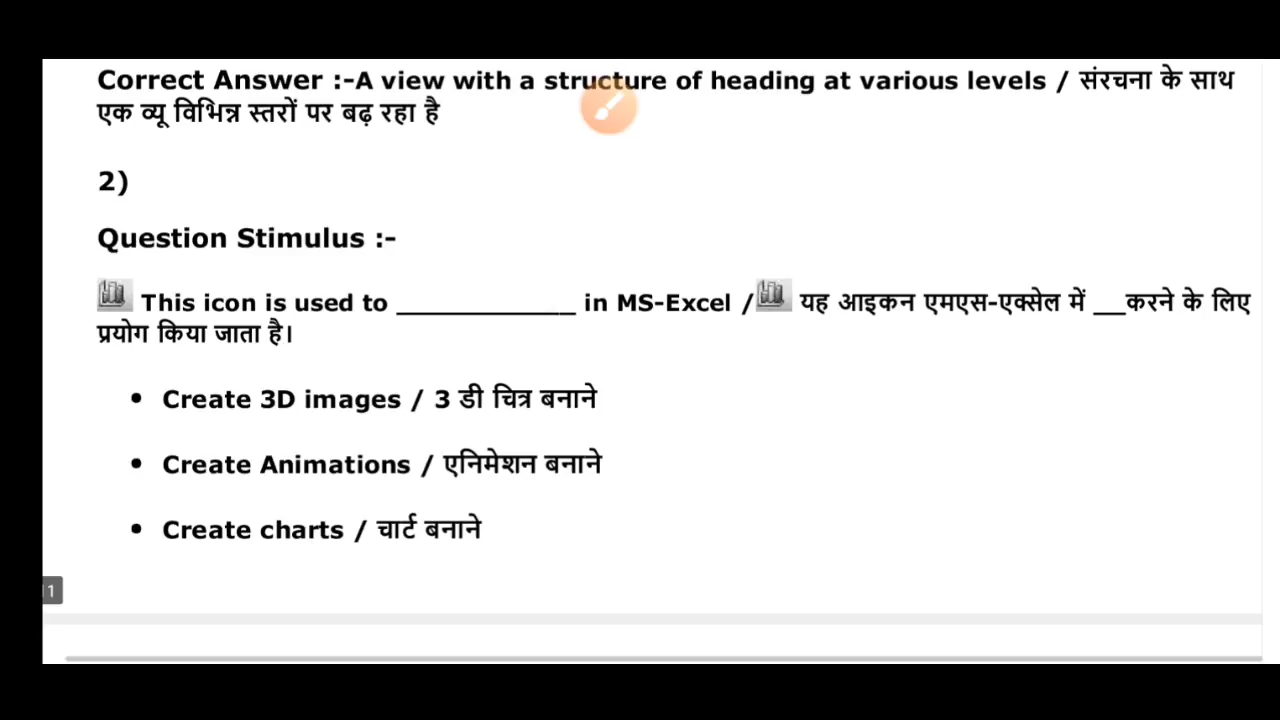 Correct Answer :-A view with a structure of heading at various levels / संरचना के साथ
एक व्यू विभिन्न स्तरों पर बढ़ रहा है
2)
Question Stimulus :-
This icon is used to ______________ in MS-Excel / यह आइकन एमएस-एक्सेल में ___करने के लिए
प्रयोग किया जाता है।
• Create 3D images / 3 डी चित्र बनाने
• Create Animations / एनिमेशन बनाने
• Create charts / चार्ट बनाने